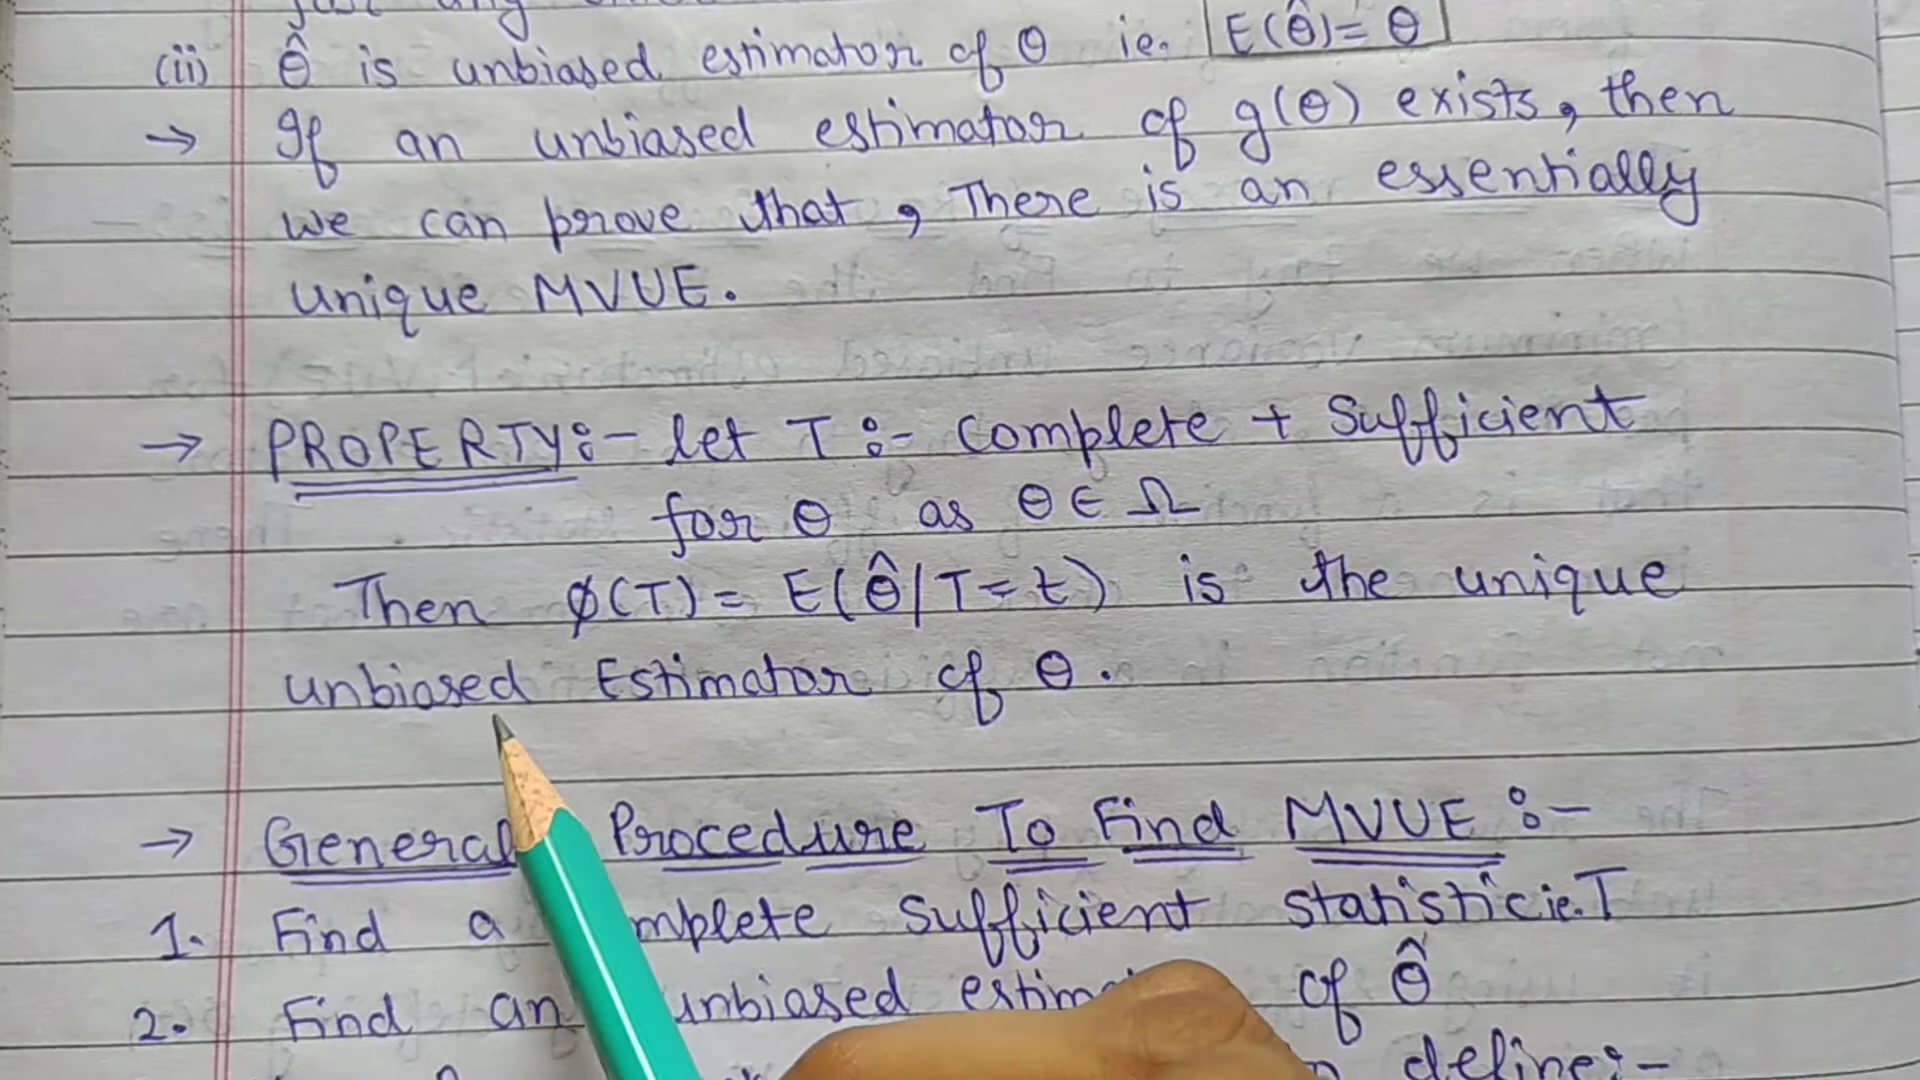 (ii) θ̂ is unbiased estimator of θ ie. E(θ̂)= θ
→ If an unbiased estimator of g(θ) exists, then
we can prove that, There is an essentially
unique MVUE.
→ PROPERTY:- let T:- Complete + Sufficient
for θ as θ ∈ Ω
Then ϕ(T)= E(θ̂/T=t) is the unique
unbiased Estimator of θ.
→ General Procedure To Find MVUE :-
1. Find a sufficient statistic ie. T
2. Find an unbiased of θ̂
define:-